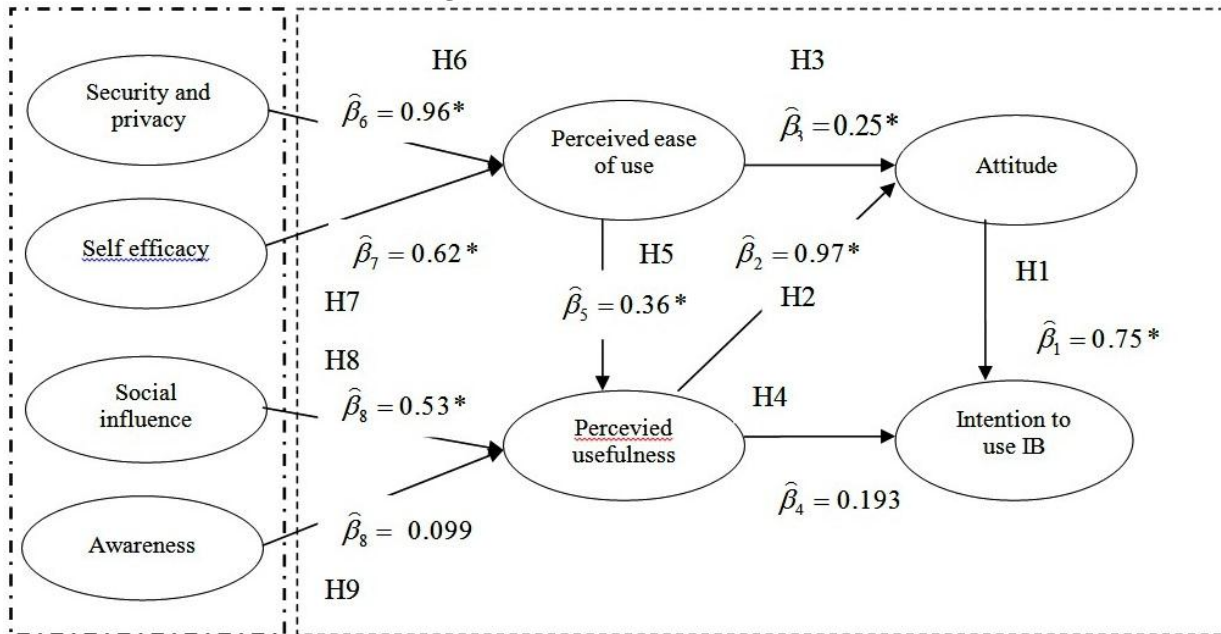 H6
H3
Security and
privacy
β̂₆ = 0.96*
Perceived ease
of use
β̂₃ =0.25*
Attitude
Self efficacy
β̂₇ = 0.62*
H5
β̂₂ = 0.97*
H1
H7
β̂₅ = 0.36*
H2
β̂₁ = 0.75*
H8
Social
influence
β̂₈ = 0.53*
H4
Percevied
usefulness
Intention to
use IB
β̂₄ = 0.193
Awareness
β̂₈ = 0.099
H9